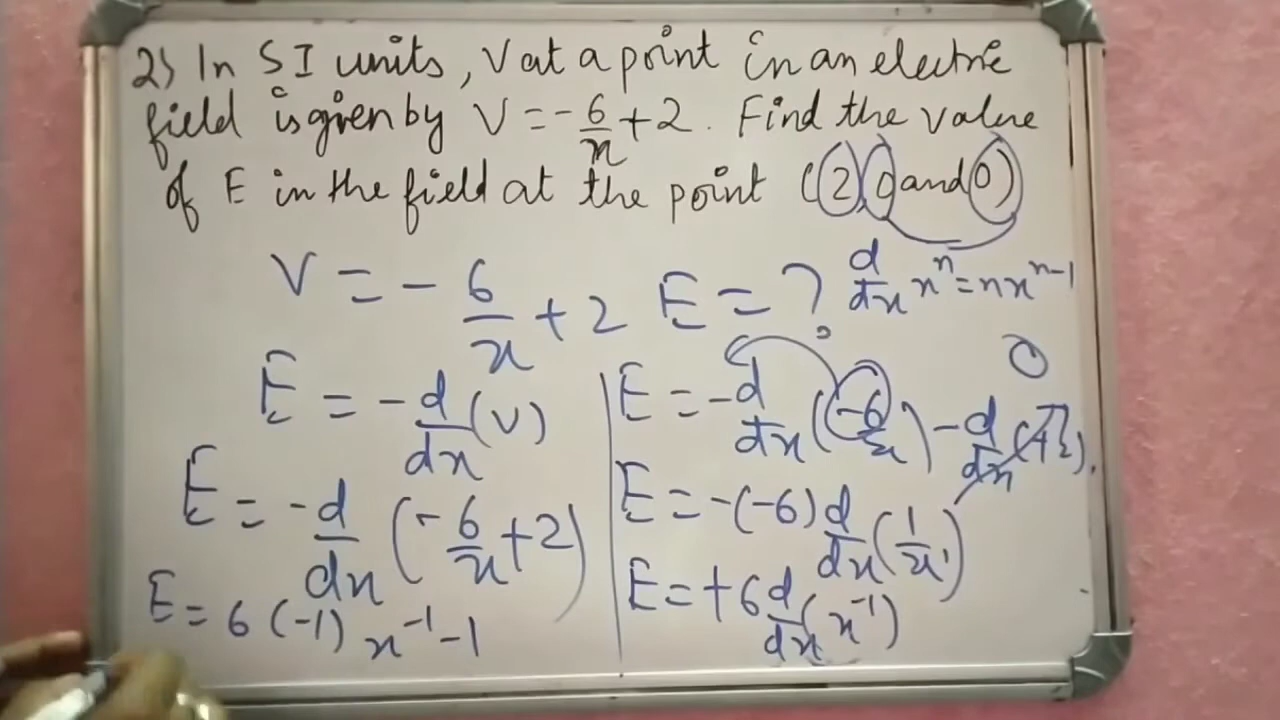 2) In SI units, V at a point in an electric
field is given by V = -6/x + 2. Find the value
of E in the field at the point (2, 0 and 0)
V = -6/x + 2 E = ? d/dx x^n = nx^n-1
E = -d/dx (V)
E = -d/dx (-6/x + 2)
E = 6(-1) x^-1-1
0
E = -d/dx (-6/x) - d/dx (+2).
E = -(-6) d/dx (1/x¹)
E = +6 d/dx (x^-1)